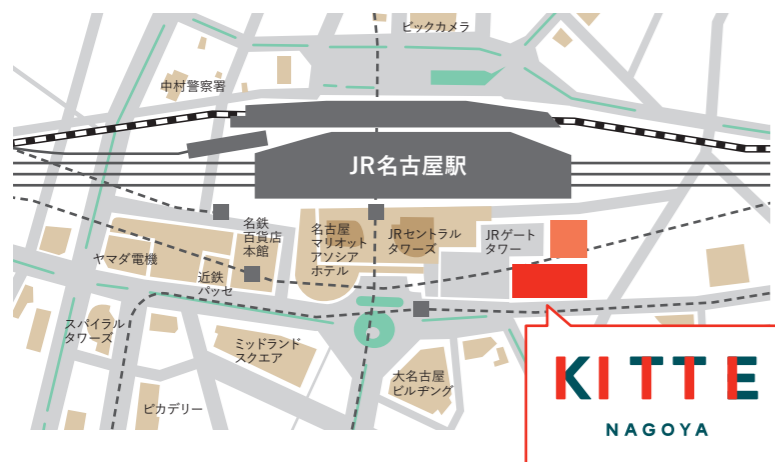 ビックカメラ
中村警察署
JR名古屋駅
名鉄
百貨店
本館
名古屋
マリオット
アソシア
ホテル
JRセントラル
タワーズ
JRゲート
タワー
ヤマダ電機
近鉄
パッセ
スパイラル
タワーズ
ミッドランド
スクエア
大名古屋
ビルヂング
ピカデリー
KITTE
NAGOYA